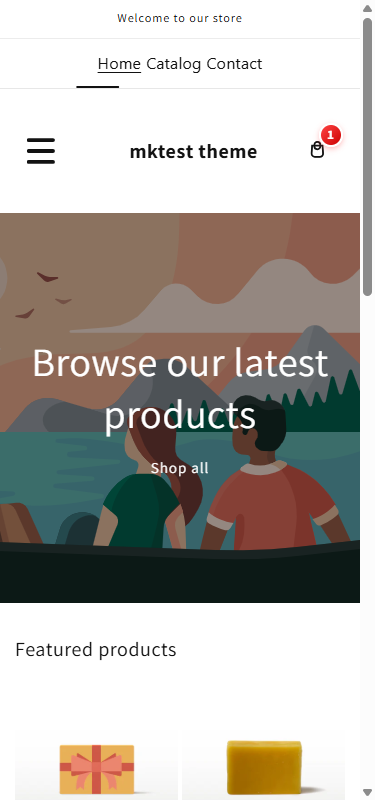 Welcome to our store
Home Catalog Contact
mktest theme
1
Browse our latest
products
Shop all
Featured products